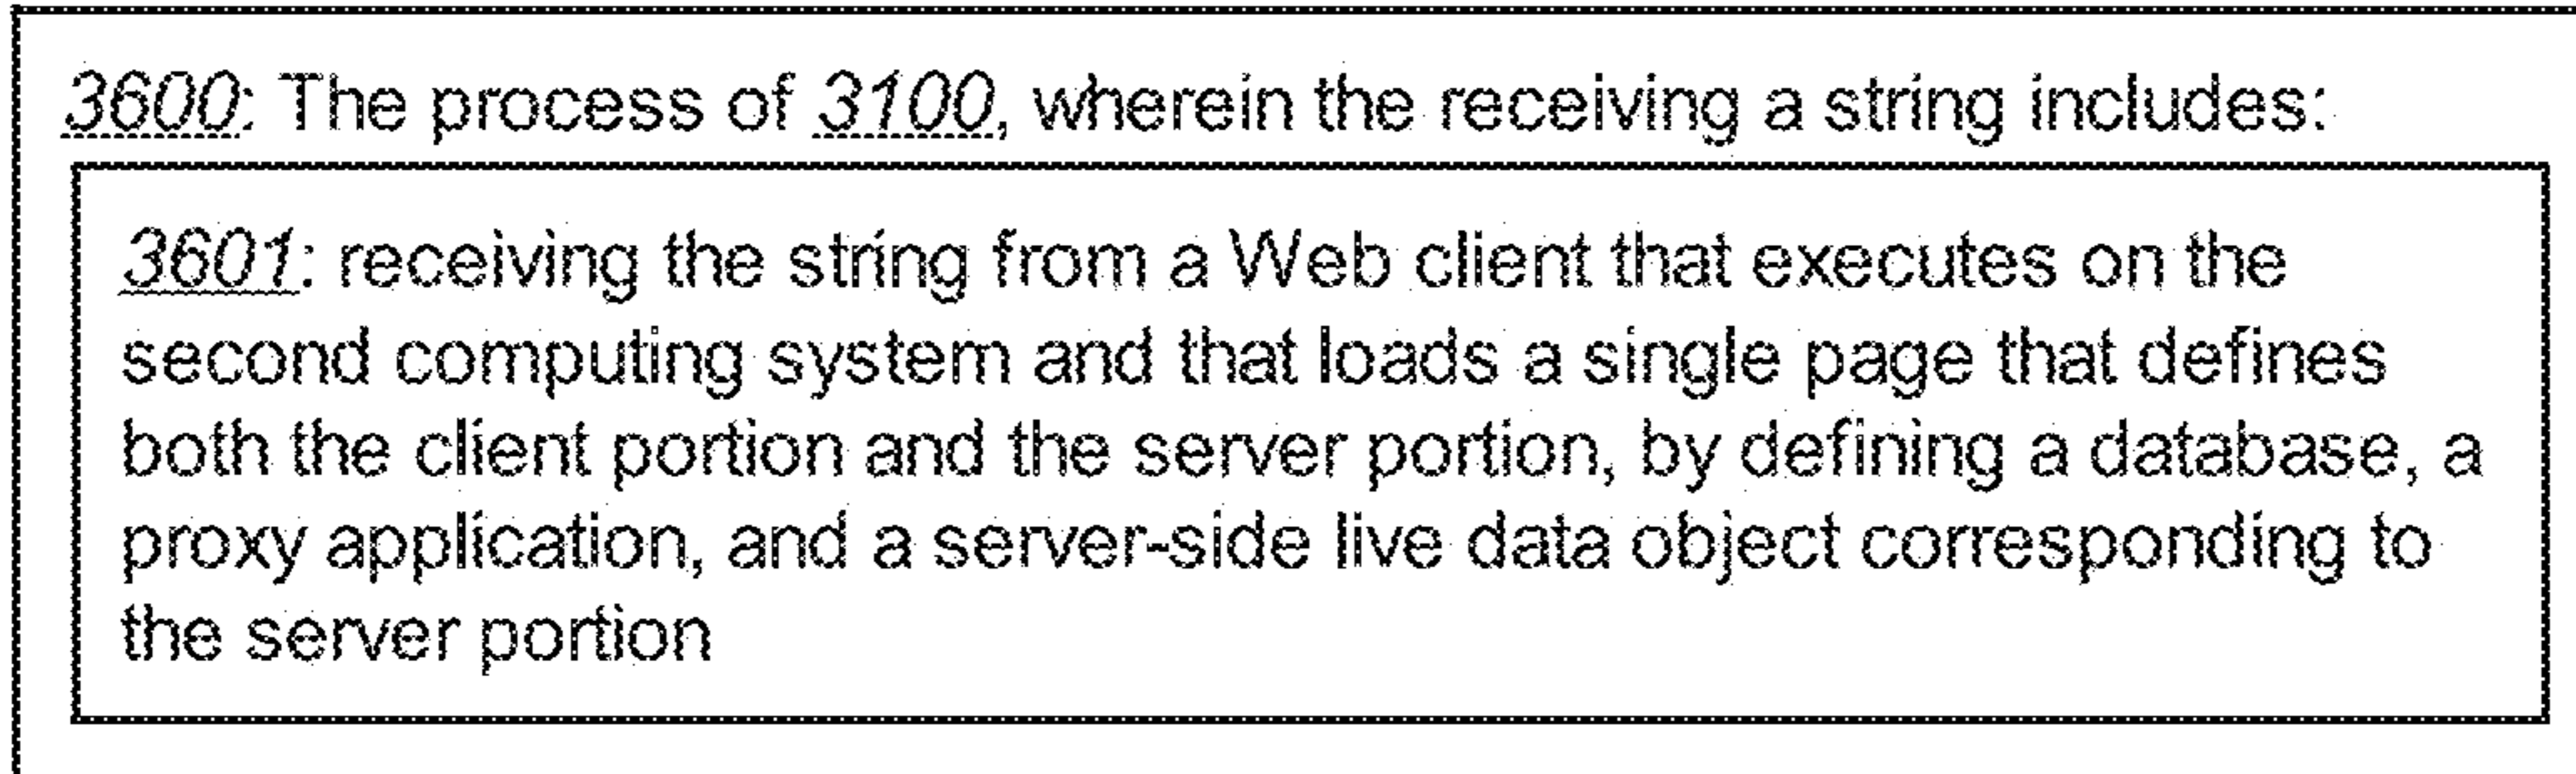 3600: The process of 3100, wherein the receiving a string includes:
3601: receiving the string from a Web client that executes on the
second computing system and that loads a single page that defines
both the client portion and the server portion, by defining a database, a
proxy application, and a server-side live data object corresponding to
the server portion